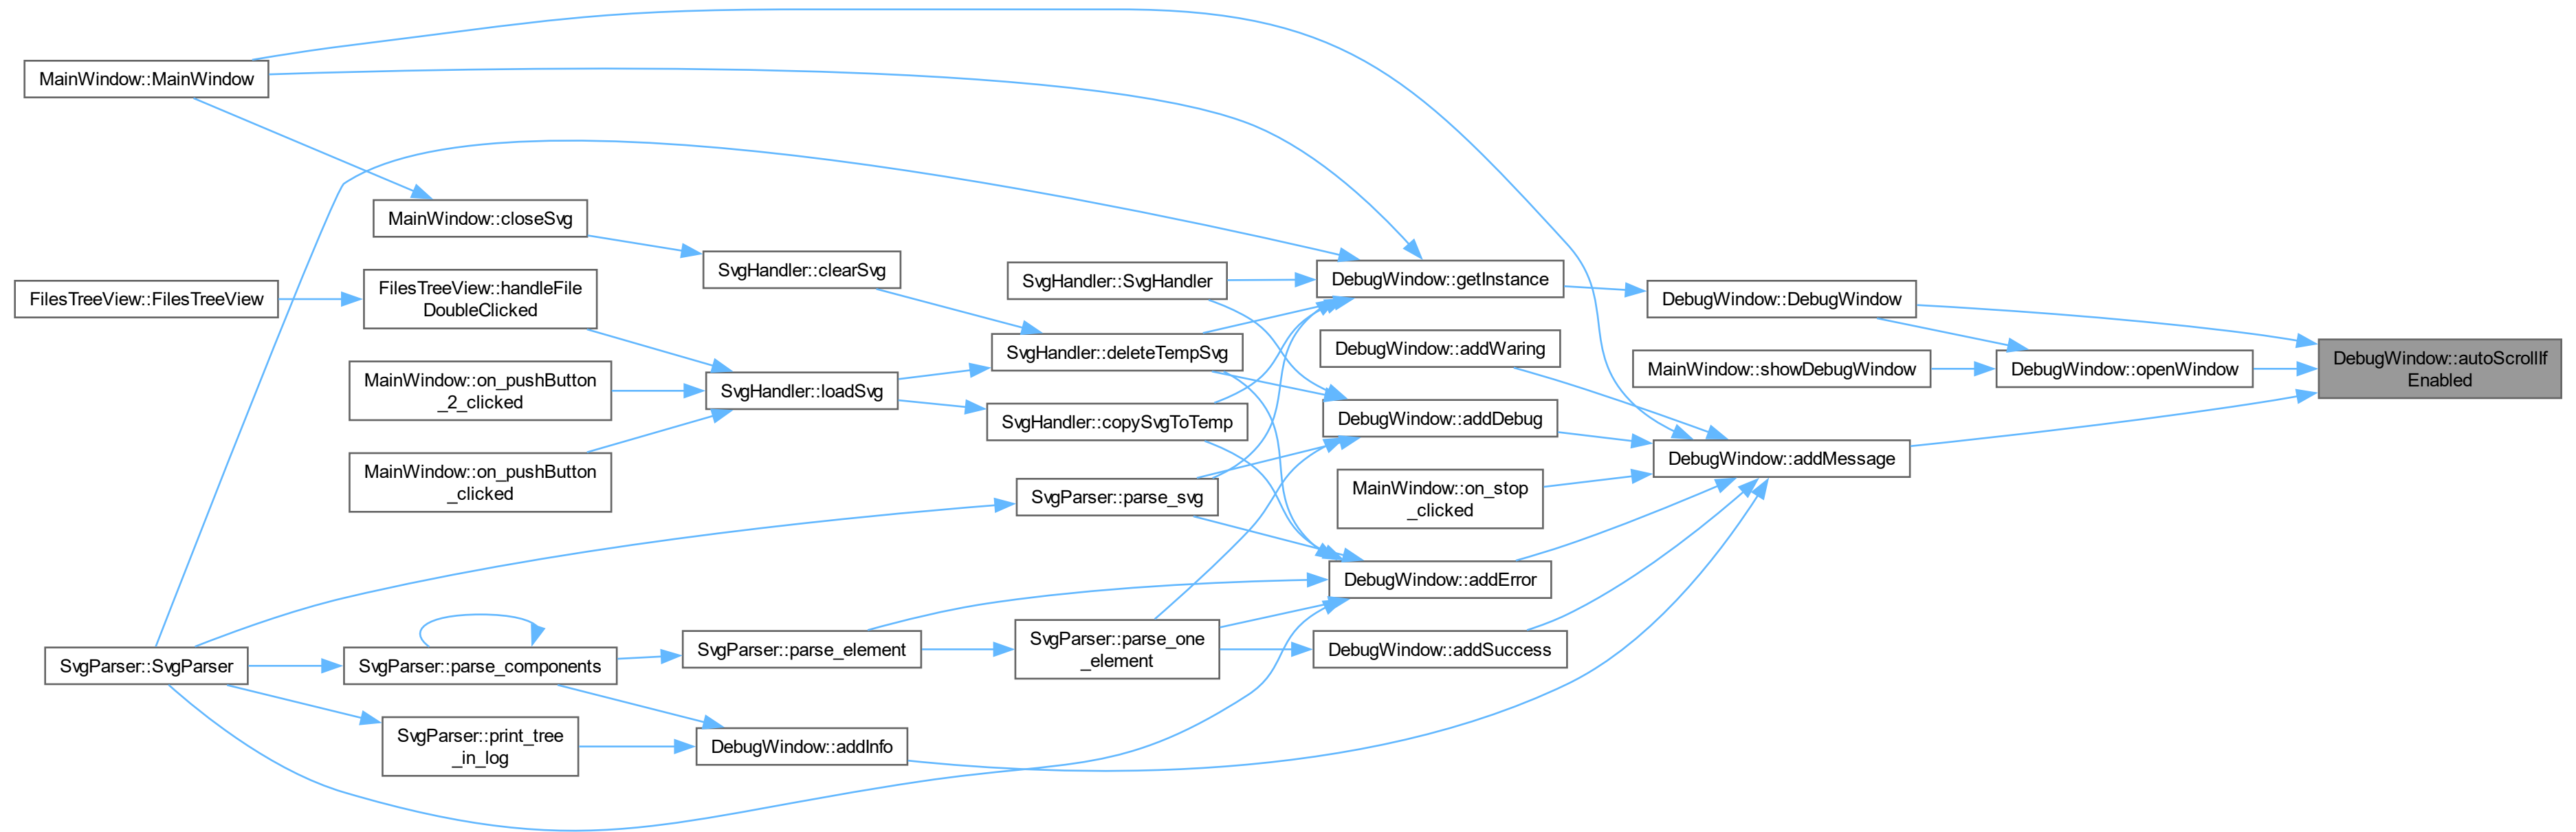 MainWindow::MainWindow
MainWindow::closeSvg
SvgHandler::clearSvg
SvgHandler::SvgHandler
DebugWindow::getInstance
DebugWindow::DebugWindow
FilesTreeView::FilesTreeView
FilesTreeView::handleFile
DoubleClicked
SvgHandler::deleteTempSvg
DebugWindow::addWaring
MainWindow::showDebugWindow
DebugWindow::openWindow
DebugWindow::autoScrollIf
Enabled
MainWindow::on_pushButton
_2_clicked
SvgHandler::loadSvg
SvgHandler::copySvgToTemp
DebugWindow::addDebug
DebugWindow::addMessage
MainWindow::on_pushButton
_clicked
SvgParser::parse_svg
MainWindow::on_stop
_clicked
DebugWindow::addError
SvgParser::SvgParser
SvgParser::parse_components
SvgParser::parse_element
SvgParser::parse_one
_element
DebugWindow::addSuccess
SvgParser::print_tree
_in_log
DebugWindow::addInfo